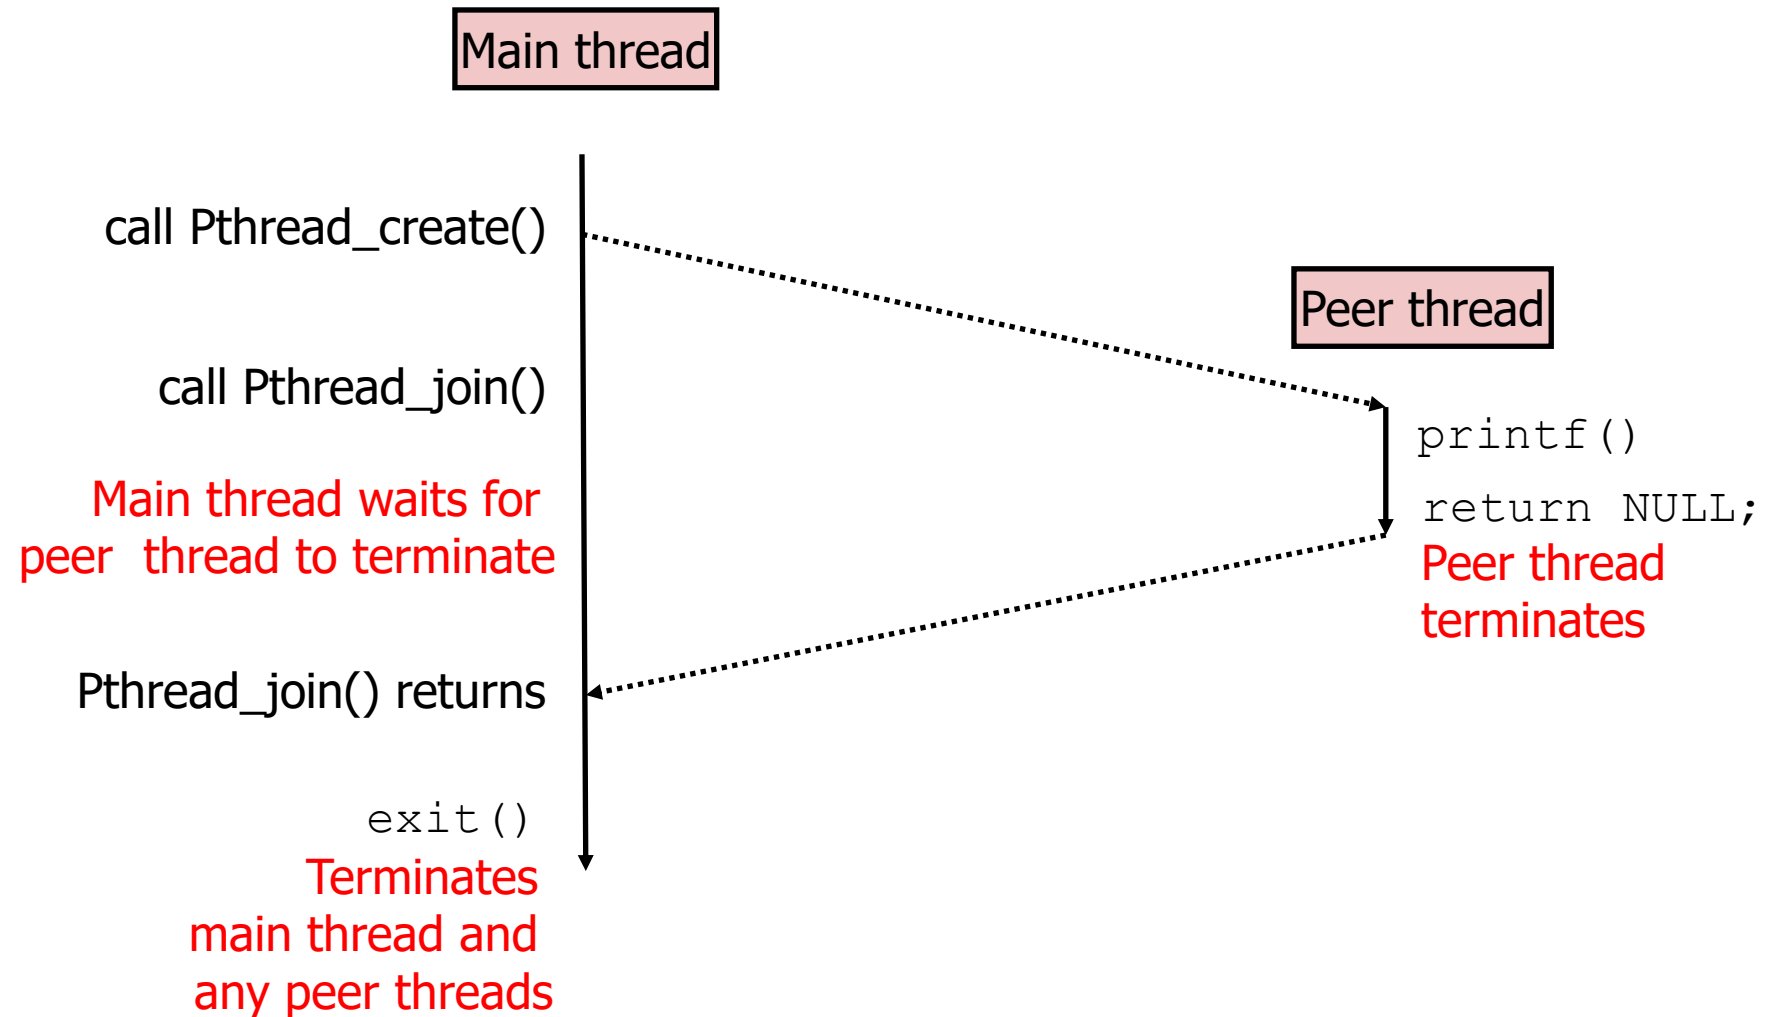 Main thread
call Pthread_create()
Peer thread
call Pthread_join()
printf()
Main thread waits for
peer  thread to terminate
return NULL;
Peer thread
terminates
Pthread_join() returns
exit()
Terminates
main thread and
any peer threads